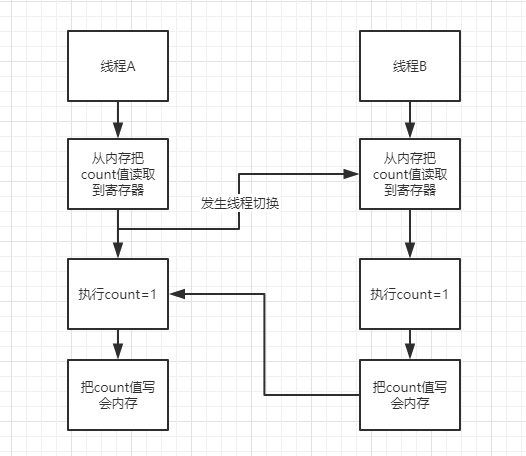 线程A
线程B
从内存把
count值读取
到寄存器
从内存把
count值读取
到寄存器
发生线程切换
执行count=1
执行count=1
把count值写
会内存
把count值写
会内存